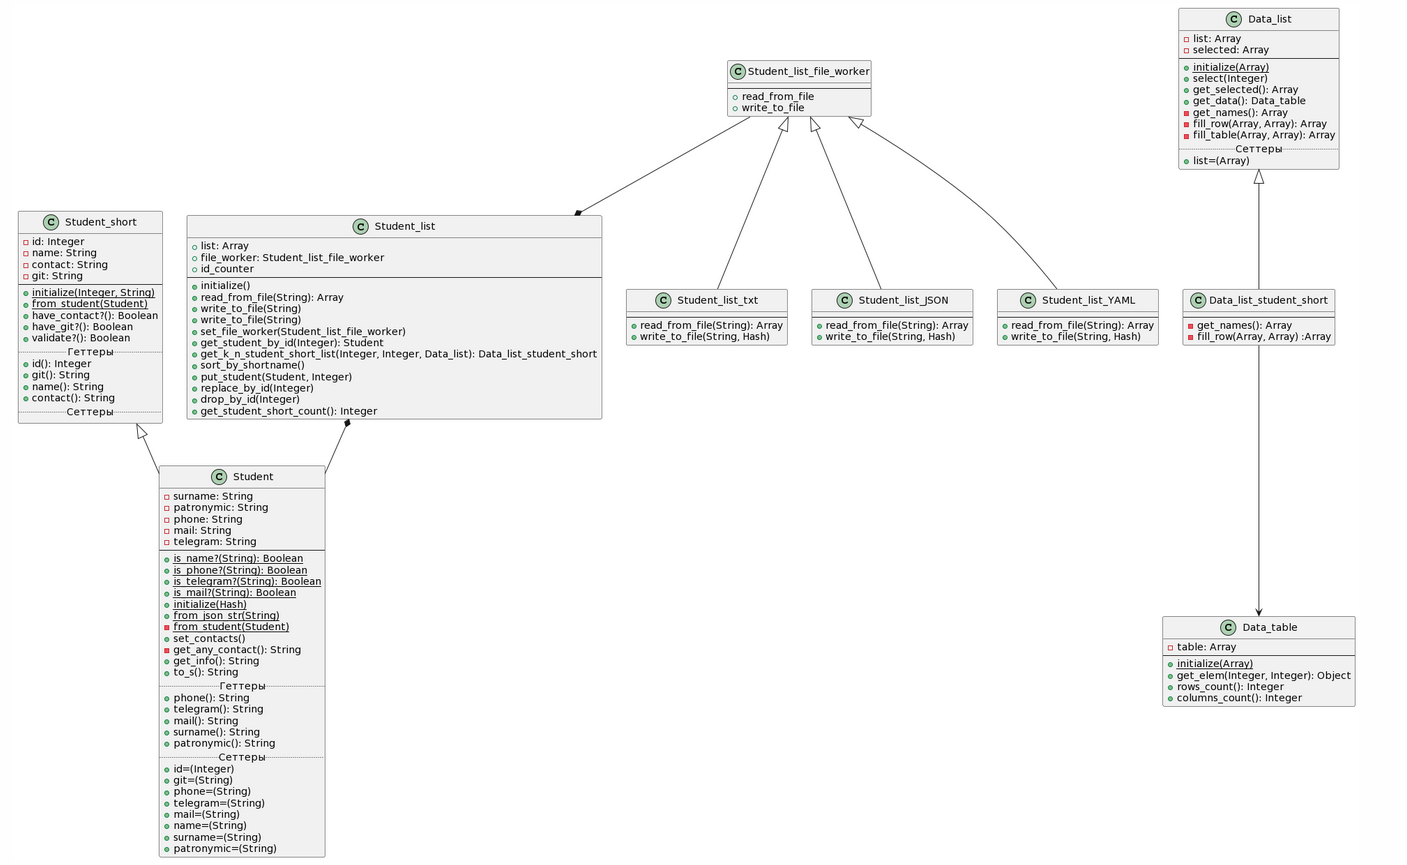 C Data_list
list: Array
selected: Array
initialize(Array)
select(Integer)
get_selected(): Array
get_data(): Data_table
get_names(): Array
fill_row(Array, Array): Array
fill_table(Array, Array): Array
Сеттеры
list=(Array)
C Student_list_file_worker
read_from_file
write_to_file
C Student_short
id: Integer
name: String
contact: String
git: String
initialize(Integer, String)
from_student(Student)
have_contact?(): Boolean
have_git?(): Boolean
validate?(): Boolean
Геттеры
id(): Integer
git(): String
name(): String
contact(): String
Сеттеры
C Student_list
list: Array
file_worker: Student_list_file_worker
id_counter
initialize()
read_from_file(String): Array
write_to_file(String)
write_to_file(String)
set_file_worker(Student_list_file_worker)
get_student_by_id(Integer): Student
get_k_n_student_short_list(Integer, Integer, Data_list): Data_list_student_short
sort_by_shortname()
put_student(Student, Integer)
replace_by_id(Integer)
drop_by_id(Integer)
get_student_short_count(): Integer
C Student_list_txt
read_from_file(String): Array
write_to_file(String, Hash)
C Student_list_JSON
read_from_file(String): Array
write_to_file(String, Hash)
C Student_list_YAML
read_from_file(String): Array
write_to_file(String, Hash)
C Data_list_student_short
get_names(): Array
fill_row(Array, Array) :Array
C Student
surname: String
patronymic: String
phone: String
mail: String
telegram: String
is_name?(String): Boolean
is_phone?(String): Boolean
is_telegram?(String): Boolean
is_mail?(String): Boolean
initialize(Hash)
from_json_str(String)
from_student(Student)
set_contacts()
get_any_contact(): String
get_info(): String
to_s(): String
Геттеры
phone(): String
telegram(): String
mail(): String
surname(): String
patronymic(): String
Сеттеры
id=(Integer)
git=(String)
phone=(String)
telegram=(String)
mail=(String)
name=(String)
surname=(String)
patronymic=(String)
C Data_table
table: Array
initialize(Array)
get_elem(Integer, Integer): Object
rows_count(): Integer
columns_count(): Integer